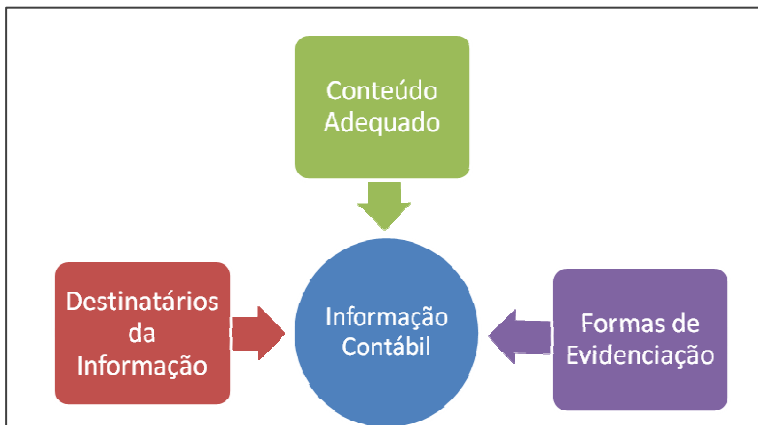 Conteúdo
Adequado
Destinatários
da
Informação
Informação
Contábil
Formas de
Evidenciação